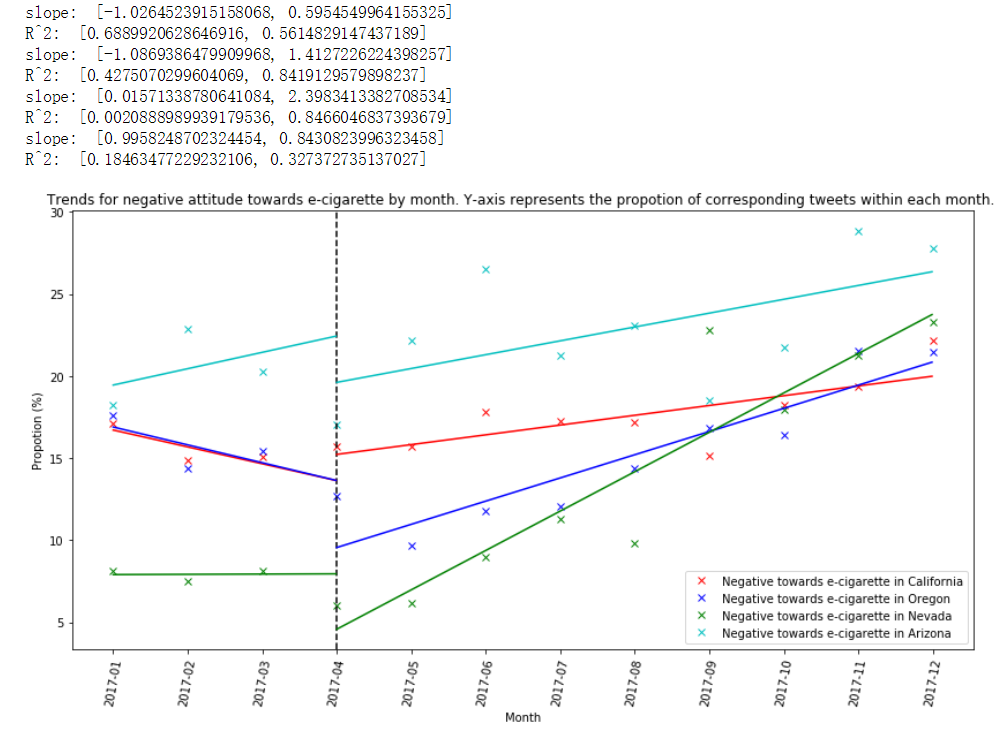 slope:  [-1.0264523915158068, 0.5954549964155325]
R^2:  [0.6889920628646916, 0.5614829147437189]
slope:  [-1.0869386479909968, 1.4127226224398257]
R^2:  [0.4275070299604069, 0.8419129579898237]
slope:  [0.01571338780641084, 2.3983413382708534]
R^2:  [0.0020888989939179536, 0.8466046837393679]
slope:  [0.9958248702324454, 0.8430823996323458]
R^2:  [0.18463477229232106, 0.327372735137027]
Trends for negative attitude towards e-cigarette by month. Y-axis represents the propotion of corresponding tweets within each month.
30
25
20
15
10
5
Propotion (%)
Negative towards e-cigarette in California
Negative towards e-cigarette in Oregon
Negative towards e-cigarette in Nevada
Negative towards e-cigarette in Arizona
2017-01
2017-02
2017-03
2017-04
2017-05
2017-06
2017-07
2017-08
2017-09
2017-10
2017-11
2017-12
Month